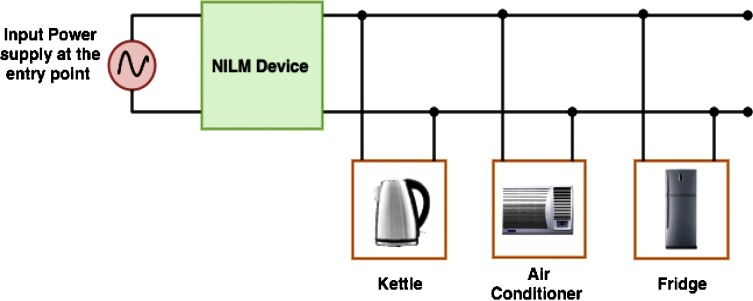 Input Power
supply at the
entry point
NILM Device
Kettle
Air
Conditioner
Fridge